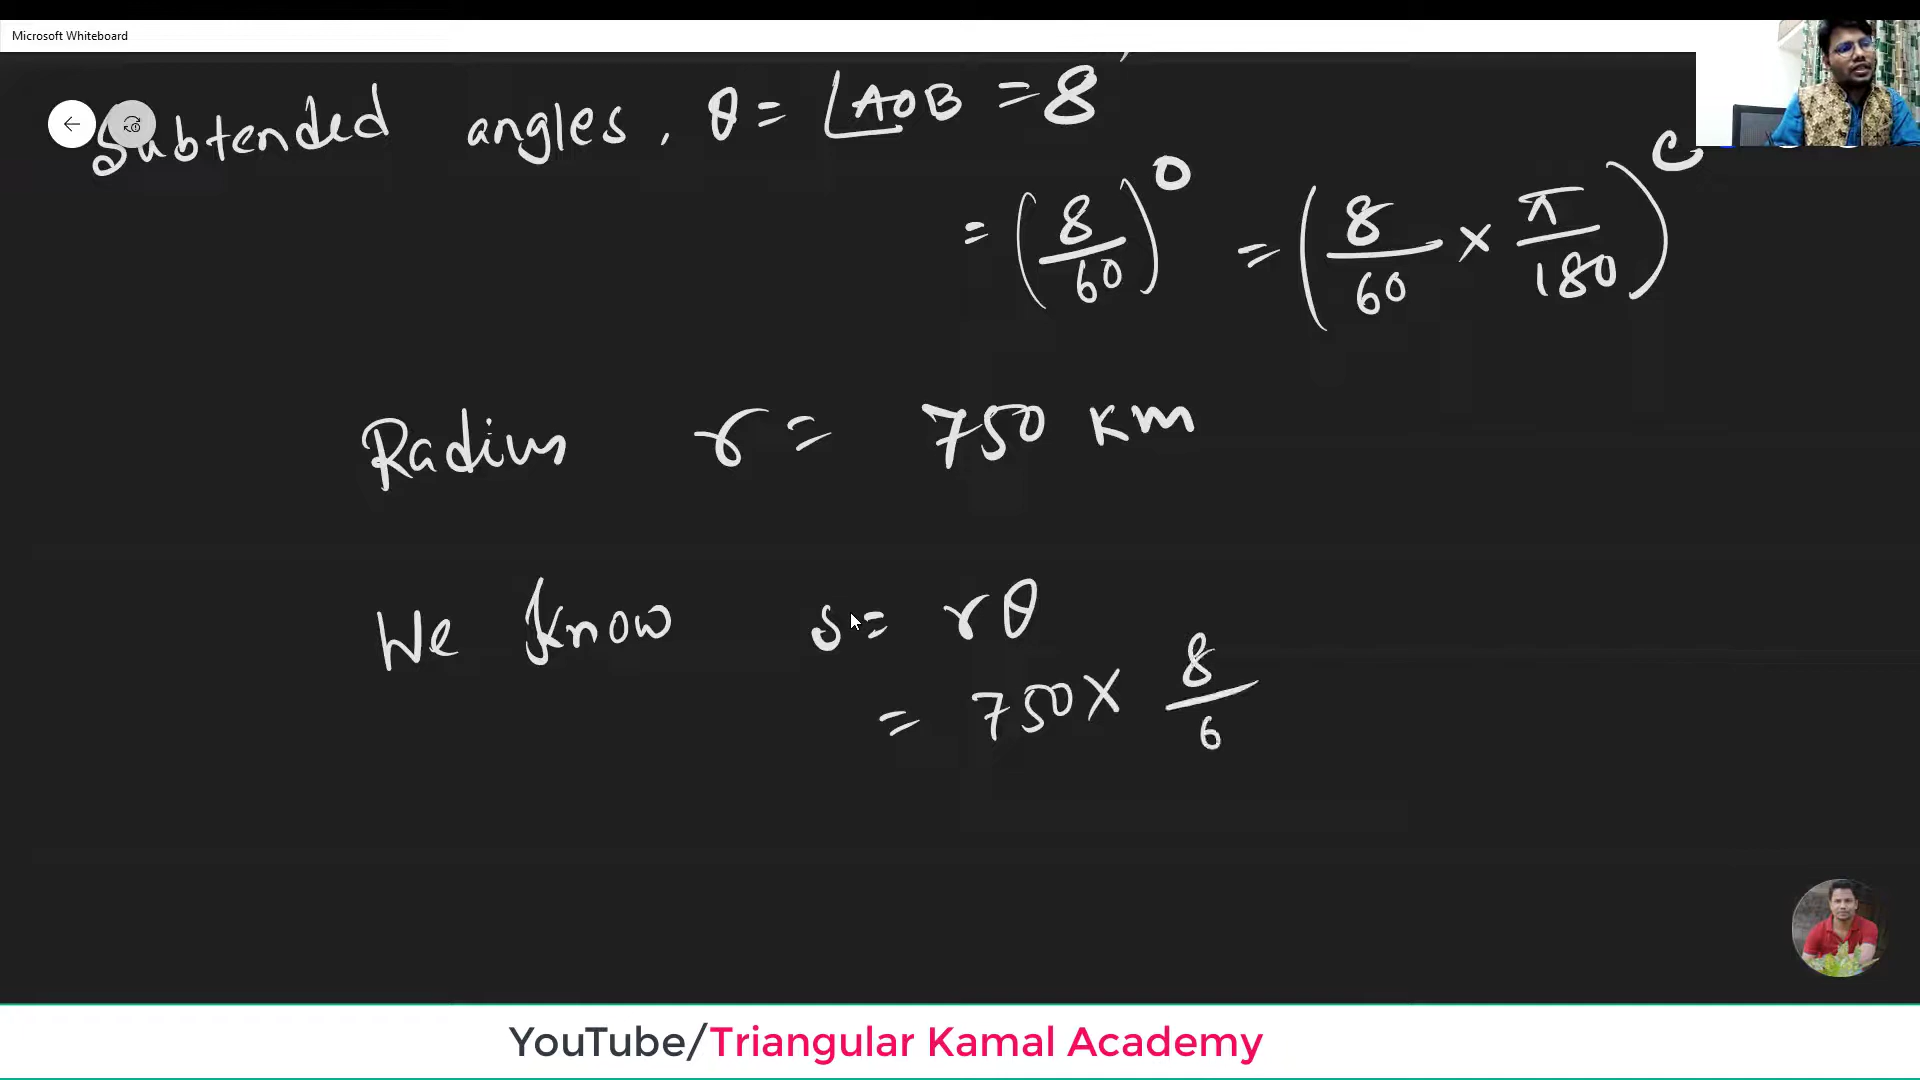 Microsoft Whiteboard
Subtended angles, θ = ∠AOB = 8'
= (8/60)° = (8/60 × π/180)ᶜ
Radius r = 750 km
We know s = rθ
= 750 × 8/6
YouTube/Triangular Kamal Academy